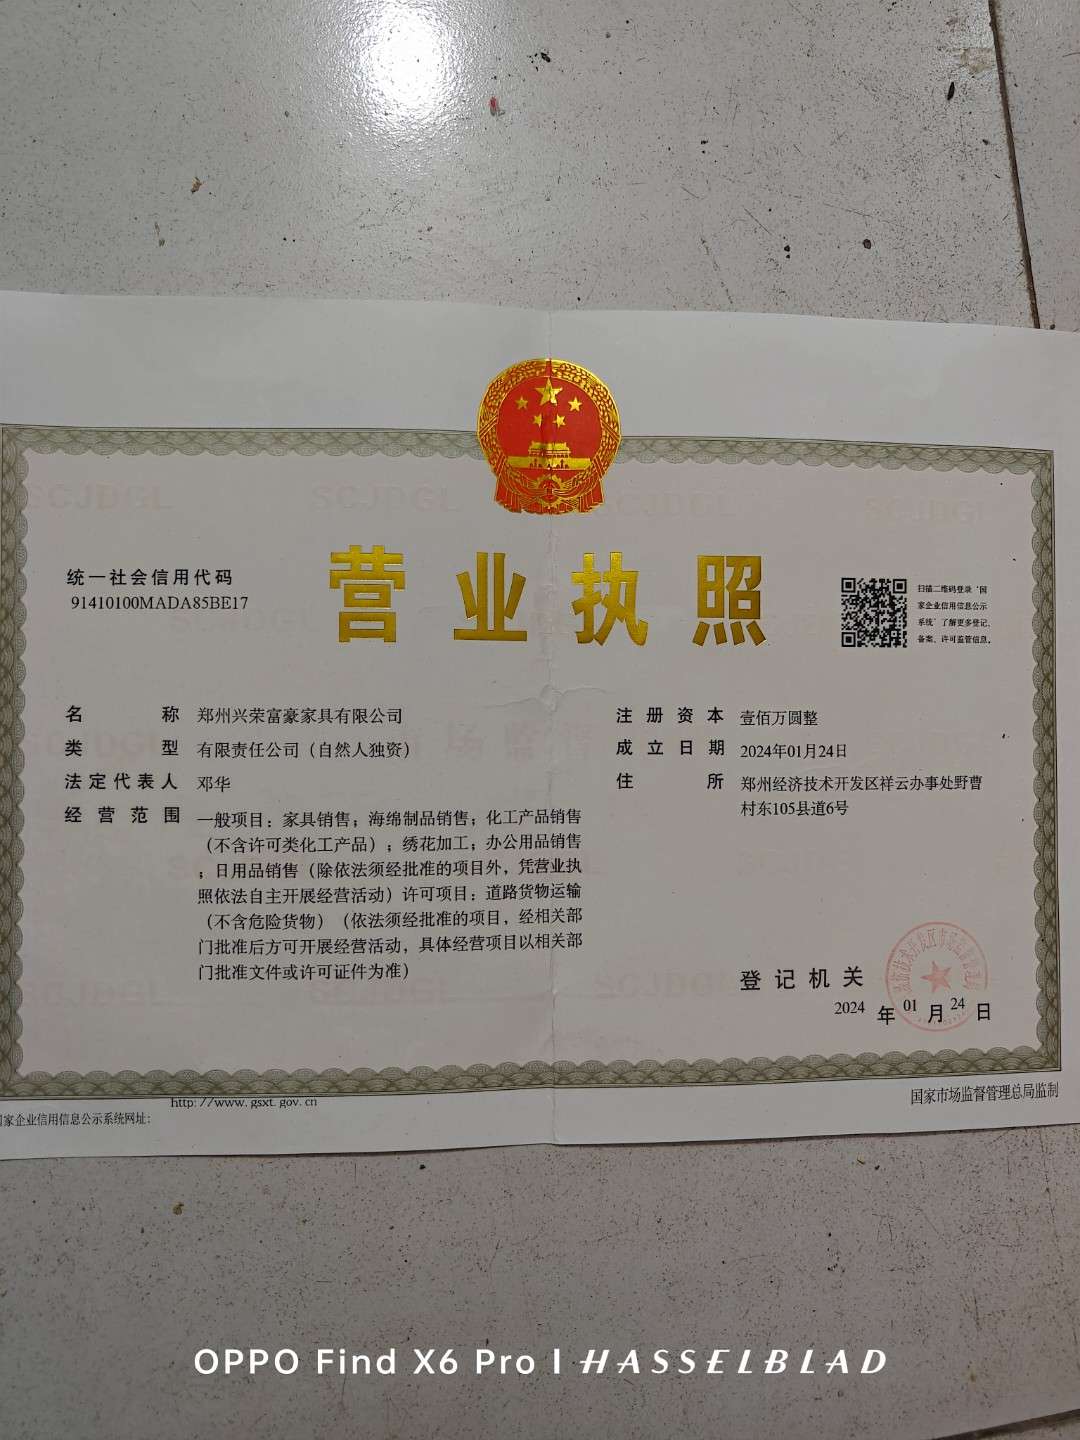 营业执照
统一社会信用代码
91410100MADA85BE17
扫描二维码登录‘国
家企业信用信息公示
系统’了解更多登记、
备案、许可监管信息。
名称 郑州兴荣富豪家具有限公司
类型 有限责任公司（自然人独资）
法定代表人 邓华
经营范围 一般项目：家具销售；海绵制品销售；化工产品销售
（不含许可类化工产品）；绣花加工；办公用品销售
；日用品销售（除依法须经批准的项目外，凭营业执
照依法自主开展经营活动）许可项目：道路货物运输
（不含危险货物）（依法须经批准的项目，经相关部
门批准后方可开展经营活动，具体经营项目以相关部
门批准文件或许可证件为准）
注册资本 壹佰万圆整
成立日期 2024年01月24日
住所 郑州经济技术开发区祥云办事处野曹
村东105县道6号
登记机关
2024 年 01 月 24 日
http://www.gsxt.gov.cn
家企业信用信息公示系统网址：
国家市场监督管理总局监制
SCJDGL SCJDGL SCJDGL SCJDGL
OPPO Find X6 Pro | HASSELBLAD